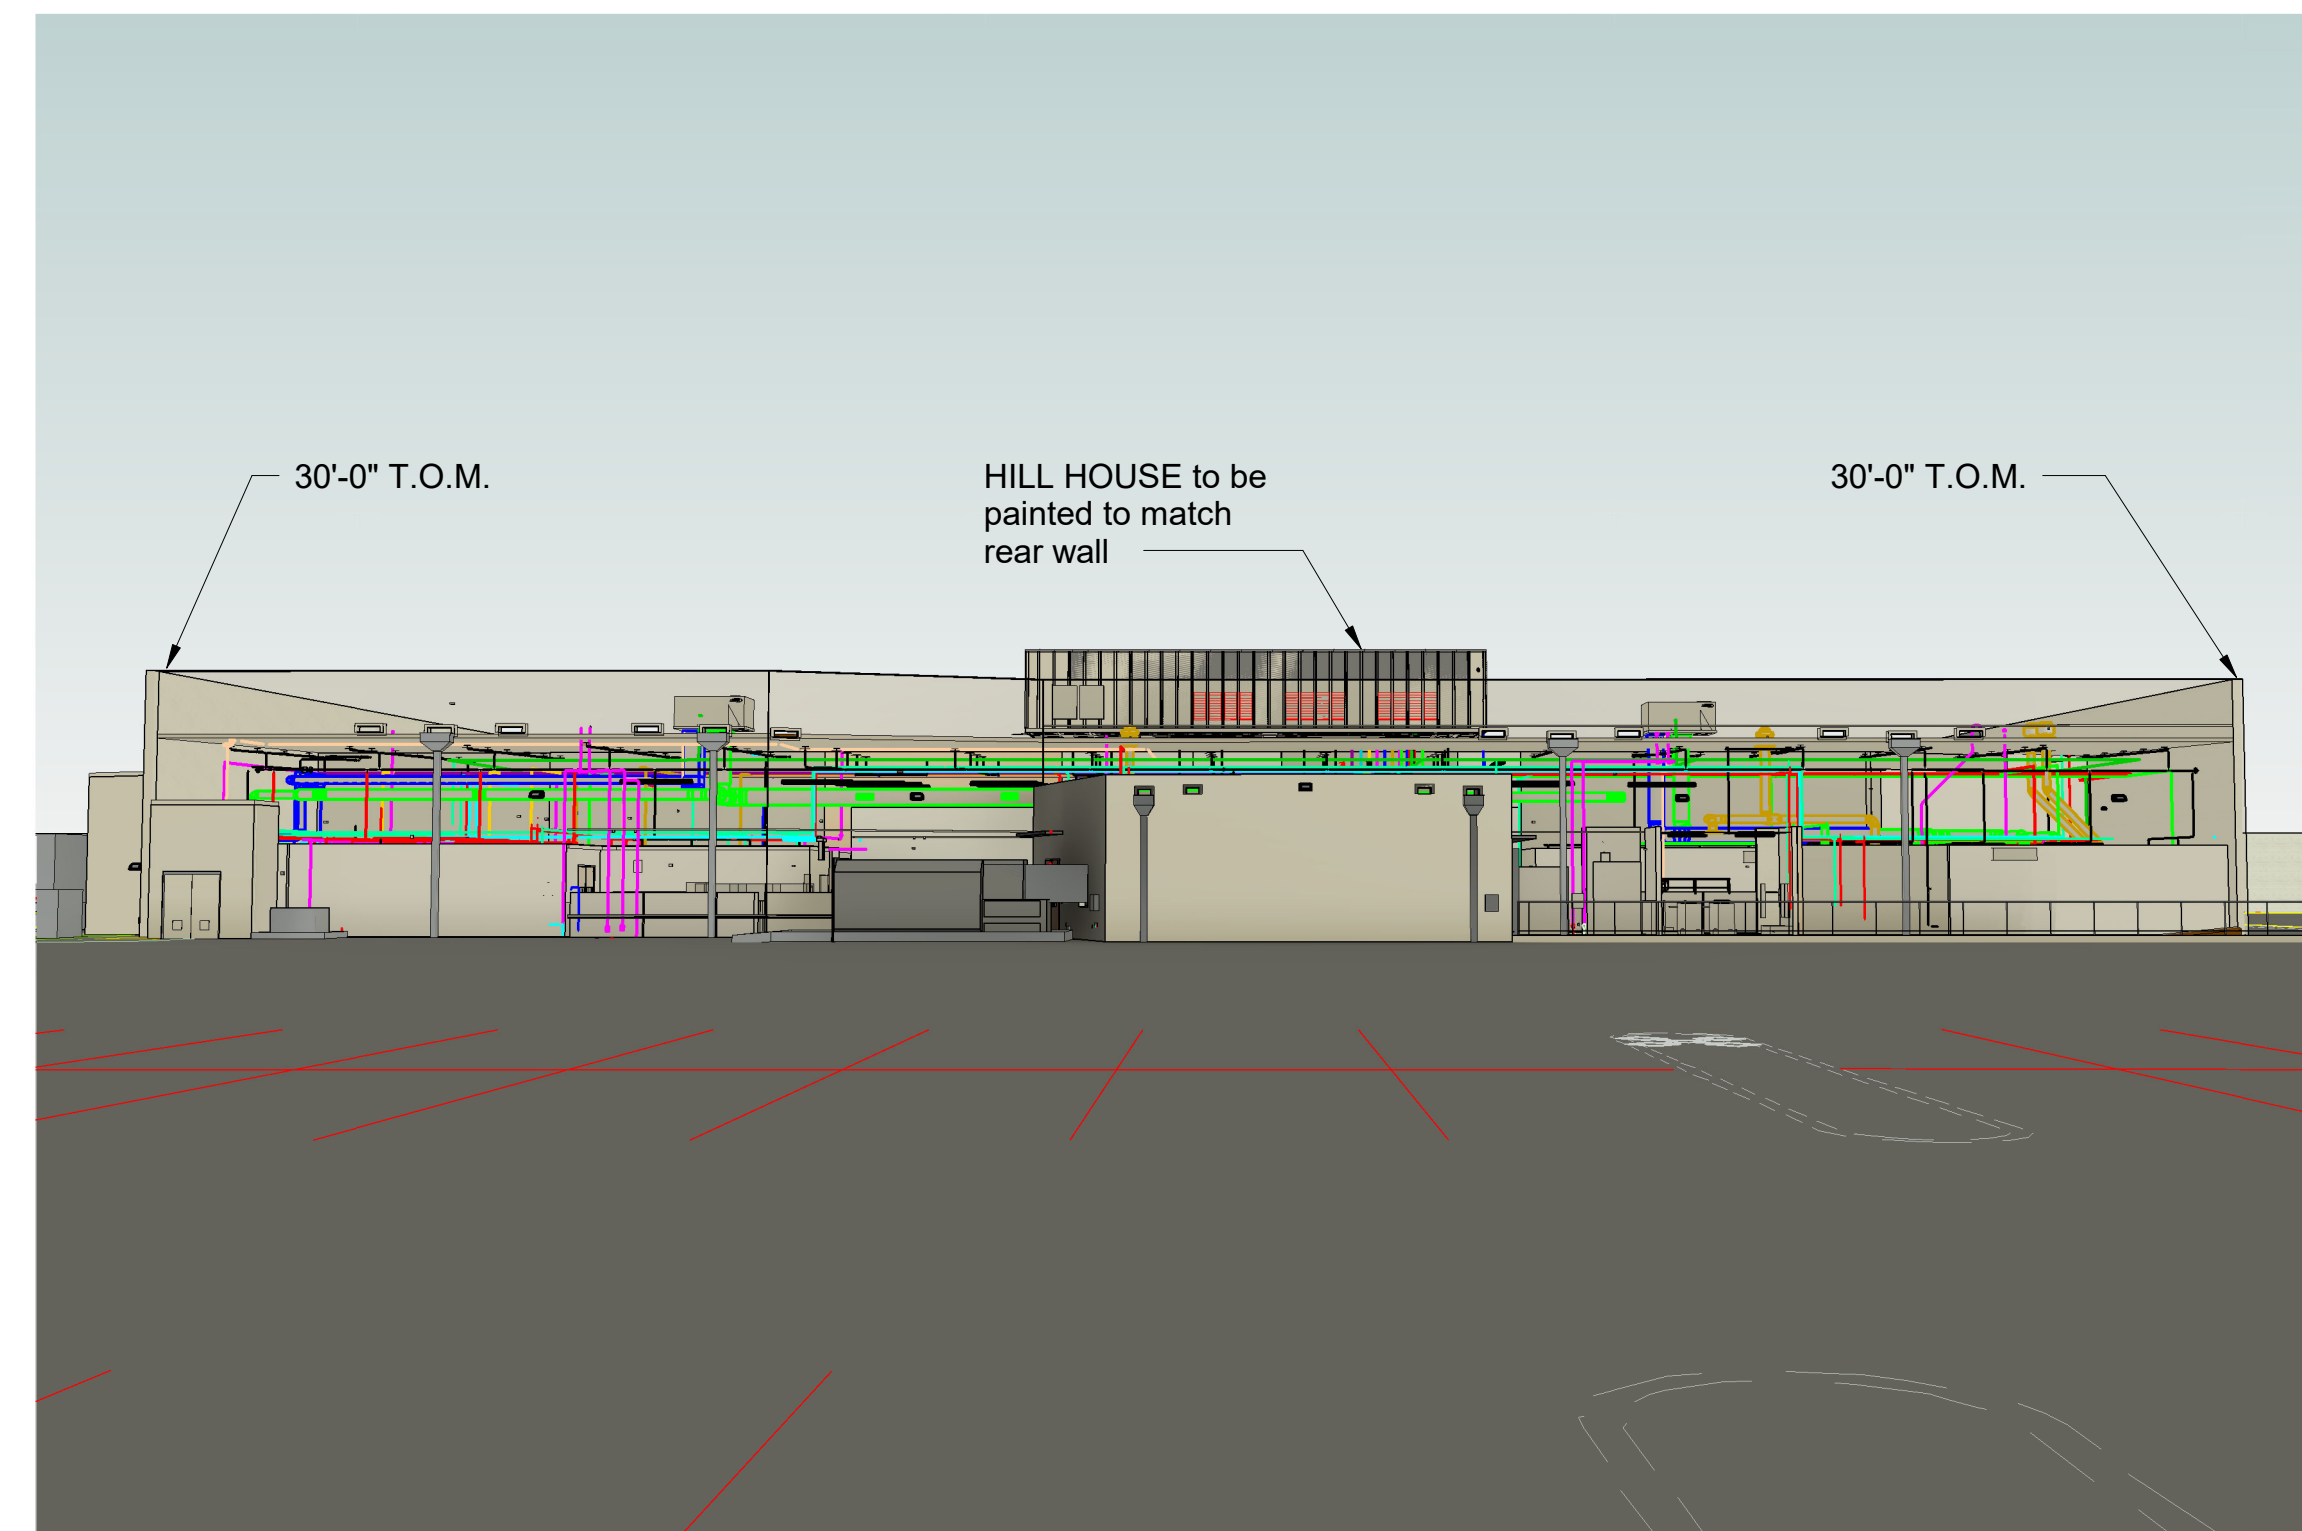 30'-0" T.O.M.
HILL HOUSE to be
painted to match
rear wall
30'-0" T.O.M.